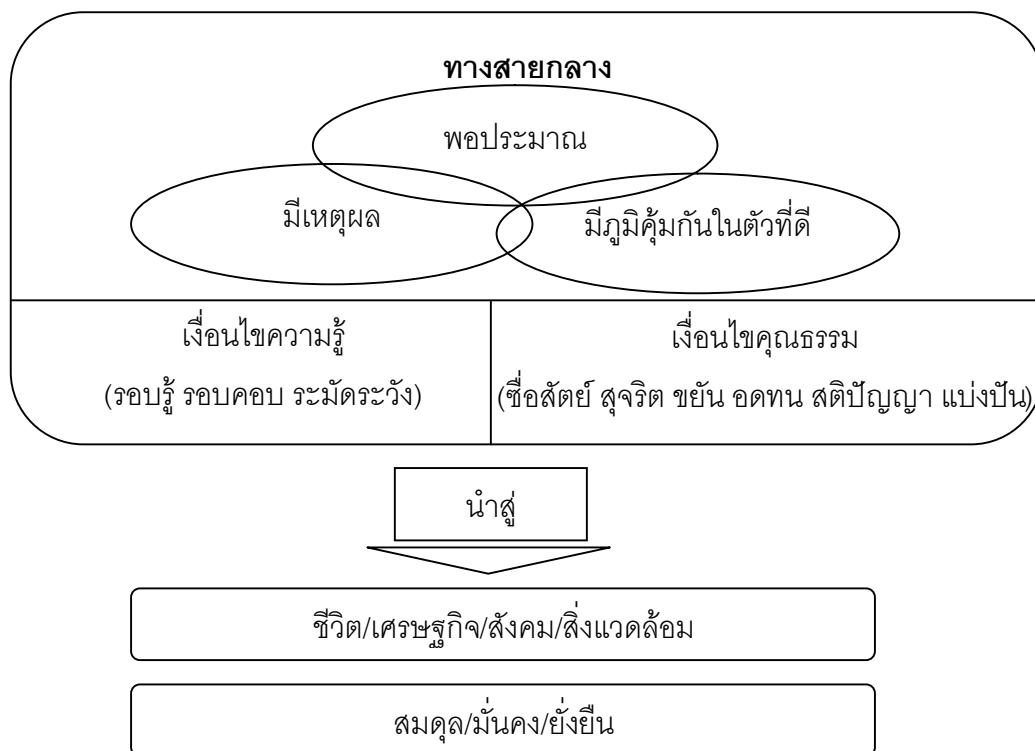 ทางสายกลาง
พอประมาณ
มีเหตุผล
มีภูมิคุ้มกันในตัวที่ดี
เงื่อนไขความรู้
(รอบรู้ รอบคอบ ระมัดระวัง)
เงื่อนไขคุณธรรม
(ซื่อสัตย์ สุจริต ขยัน อดทน สติปัญญา แบ่งปัน)
นำสู่
ชีวิต/เศรษฐกิจ/สังคม/สิ่งแวดล้อม
สมดุล/มั่นคง/ยั่งยืน